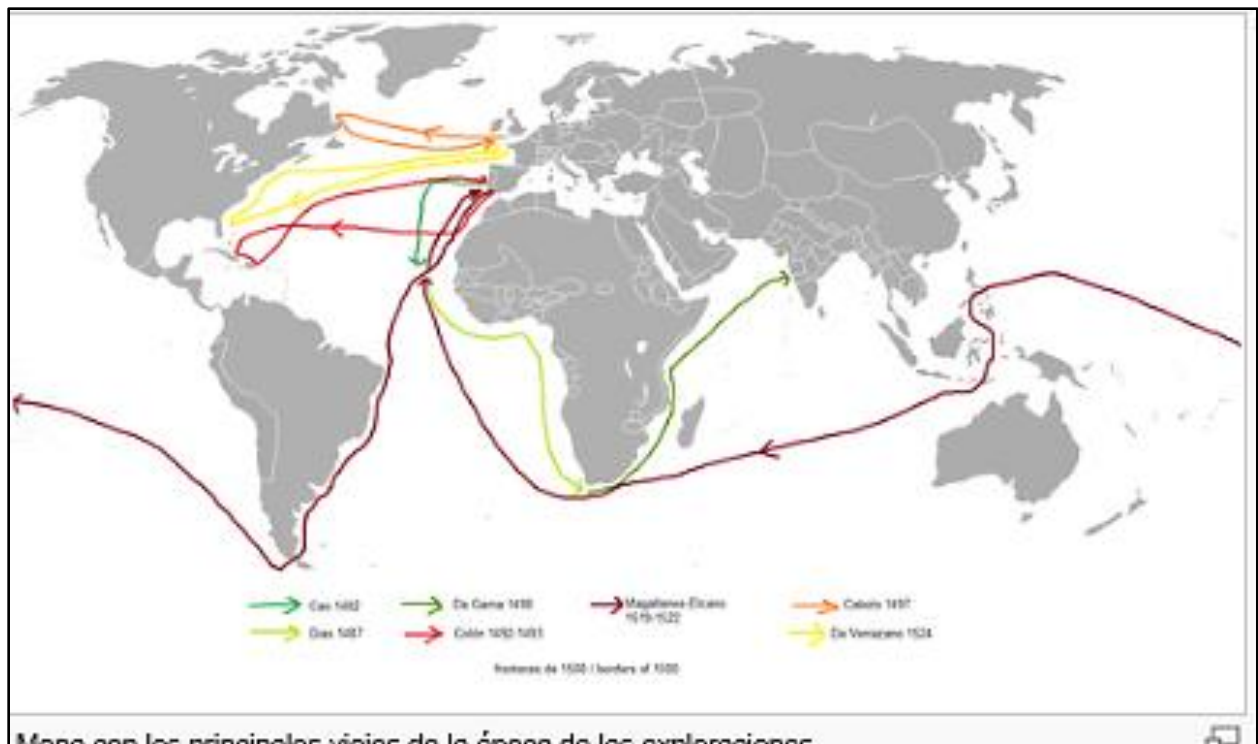 Cao 1482
Da Gama 1498
Magallanes-Elcano
1519-1522
Caboto 1497
Dias 1487
Colón 1492-1493
Da Verrazano 1524
fronteras de 1500 / borders of 1500
Mapa con los principales viajes de la época de las exploraciones